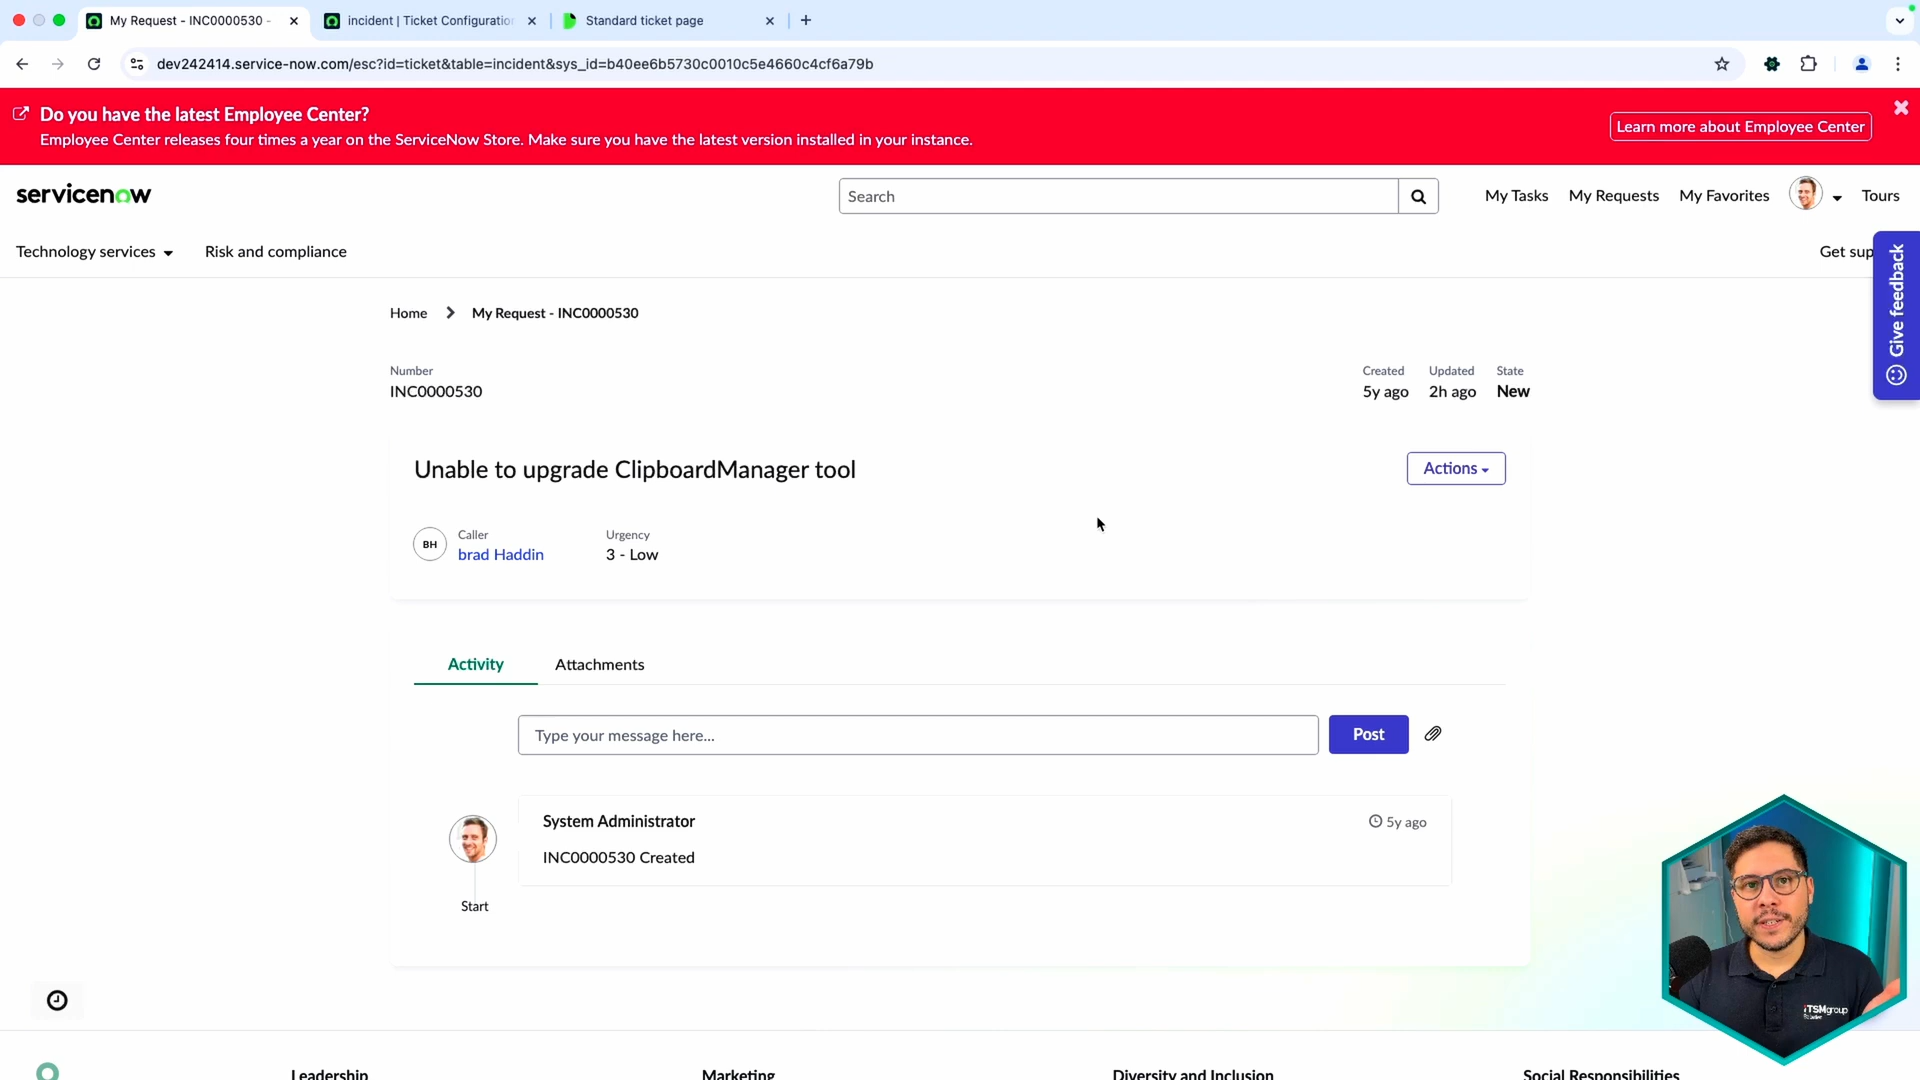 My Request - INC0000530 -
incident | Ticket Configuration
Standard ticket page
dev242414.service-now.com/esc?id=ticket&table=incident&sys_id=b40ee6b5730c0010c5e4660c4cf6a79b
Do you have the latest Employee Center?
Employee Center releases four times a year on the ServiceNow Store. Make sure you have the latest version installed in your instance.
Learn more about Employee Center
servicenow
Search
My Tasks
My Requests
My Favorites
Tours
Technology services
Risk and compliance
Get sup
Give feedback
Home
My Request - INC0000530
Number
INC0000530
Created
5y ago
Updated
2h ago
State
New
Unable to upgrade ClipboardManager tool
Actions
BH
Caller
brad Haddin
Urgency
3 - Low
Activity
Attachments
Type your message here...
Post
System Administrator
5y ago
INC0000530 Created
Start
iTSMgroup
Leadership
Marketing
Diversity and Inclusion
Social Responsibilities